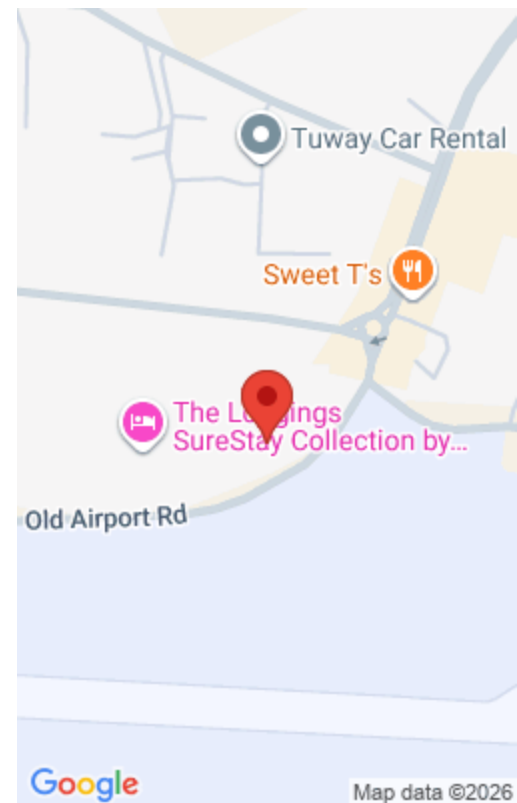 Tuway Car Rental
Sweet T's
The Lodgings
SureStay Collection by...
Old Airport Rd
Google
Map data ©2026